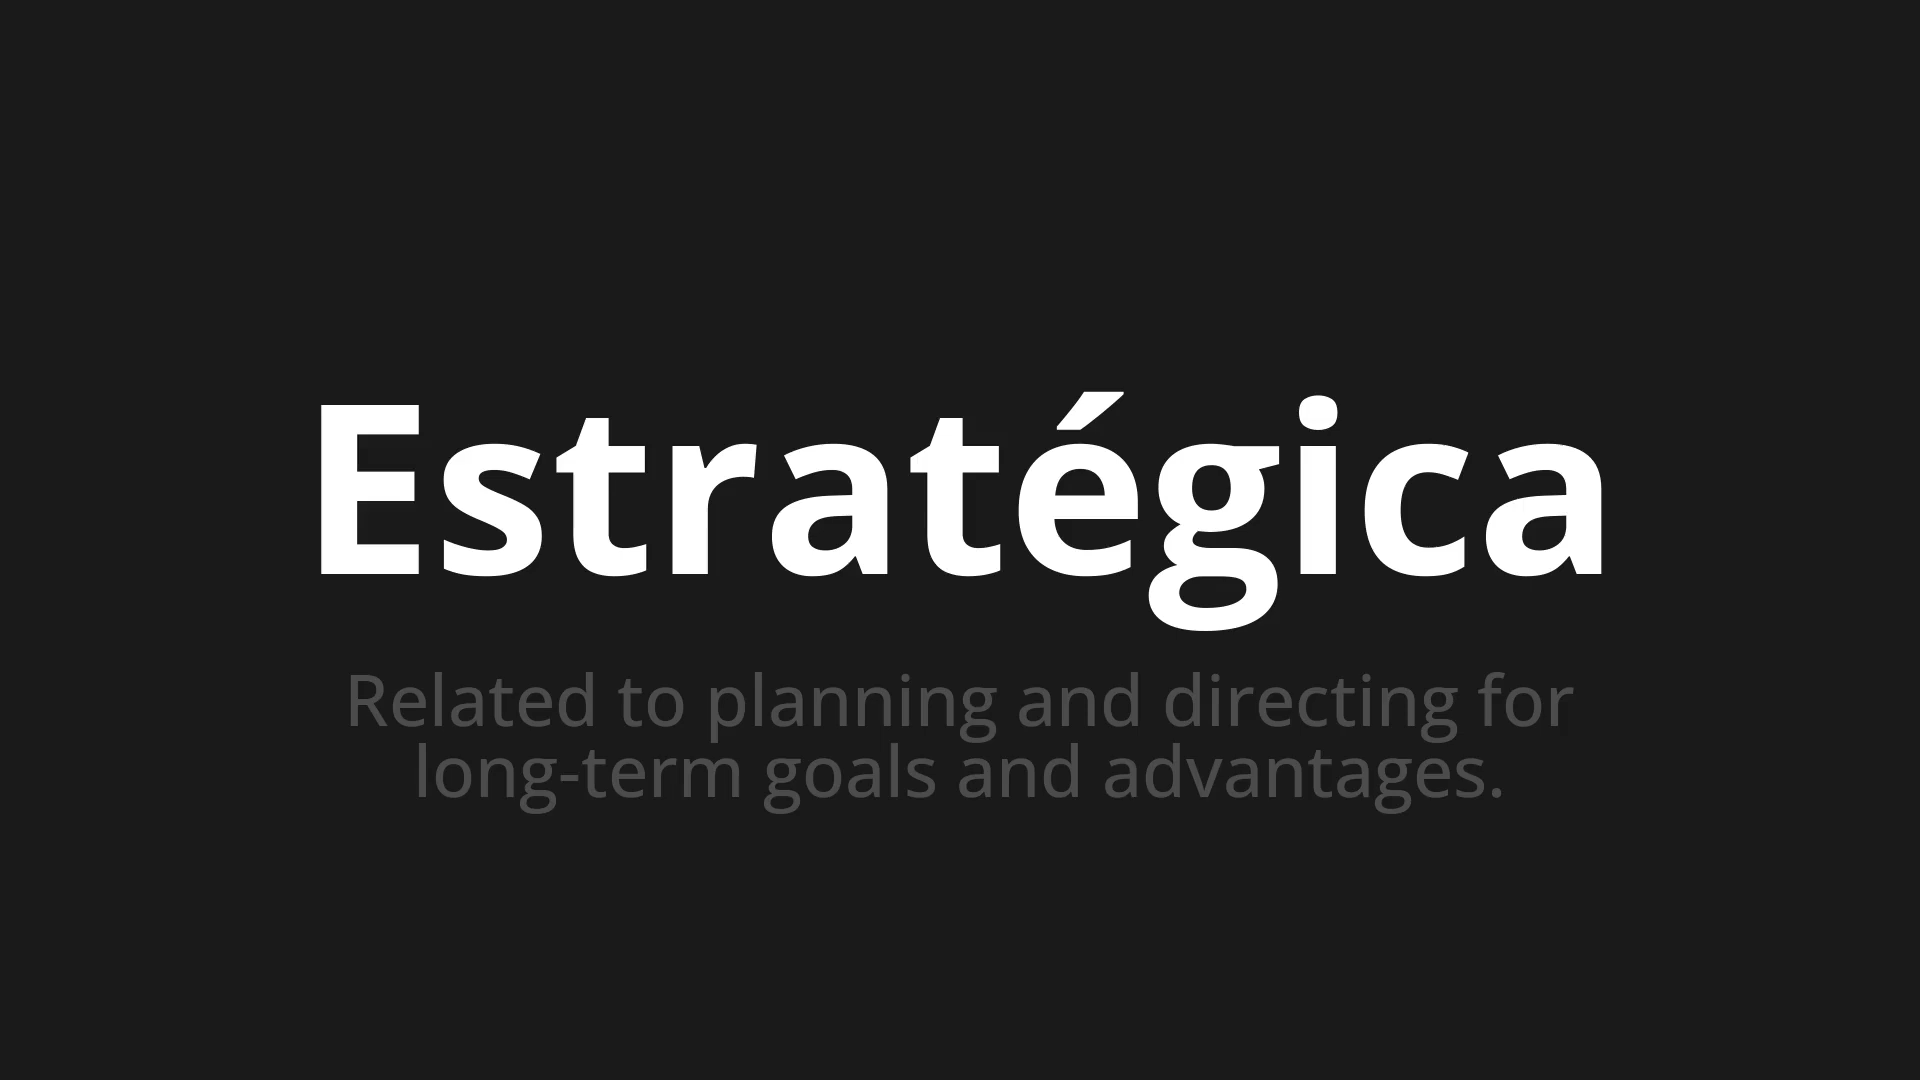 Estratégica
Related to planning and directing for
long-term goals and advantages.